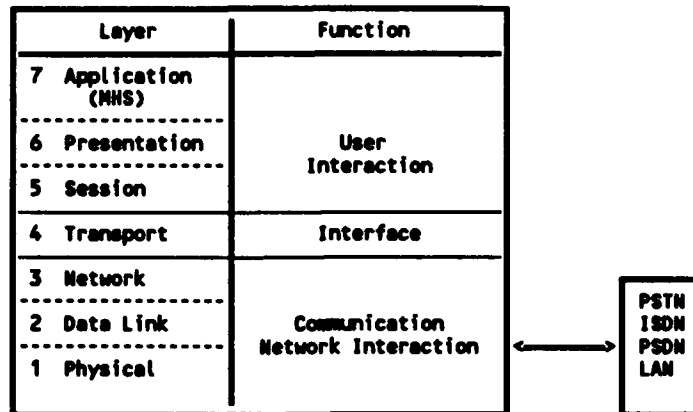 Layer Function
7 Application
(MHS)
6 Presentation
User
Interaction
5 Session
4 Transport Interface
3 Network
2 Data Link
Communication
Network Interaction
1 Physical
PSTN
ISDN
PSDN
LAN